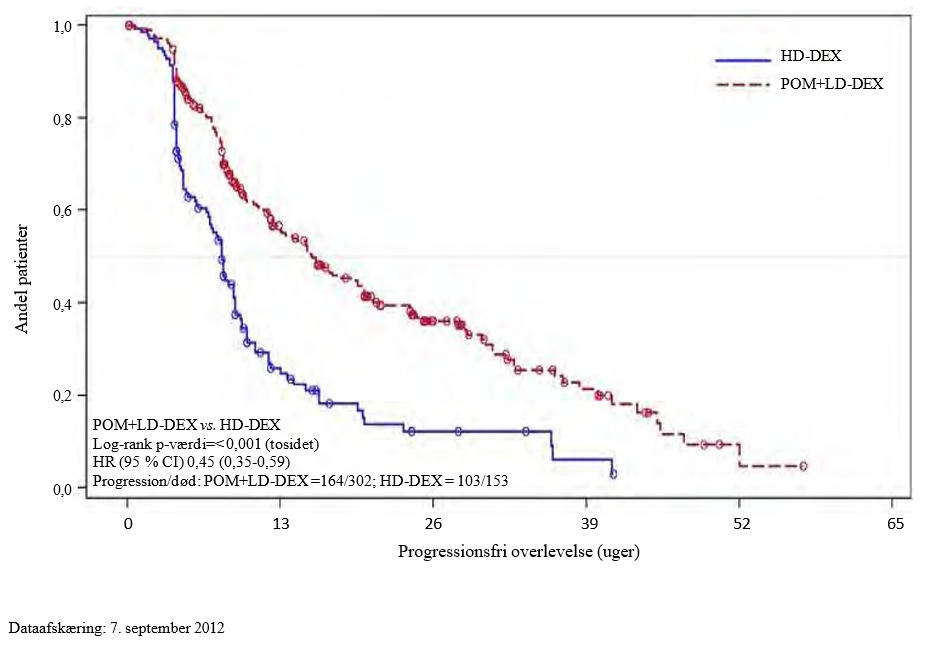 1,0
0,8
0,6
0,4
0,2
0,0
Andel patienter
HD-DEX
POM+LD-DEX
POM+LD-DEX vs. HD-DEX
Log-rank p-værdi=<0,001 (tosidet)
HR (95 % CI) 0,45 (0,35-0,59)
Progression/død: POM+LD-DEX =164/302; HD-DEX = 103/153
0 13 26 39 52 65
Progressionsfri overlevelse (uger)
Dataafskæring: 7. september 2012